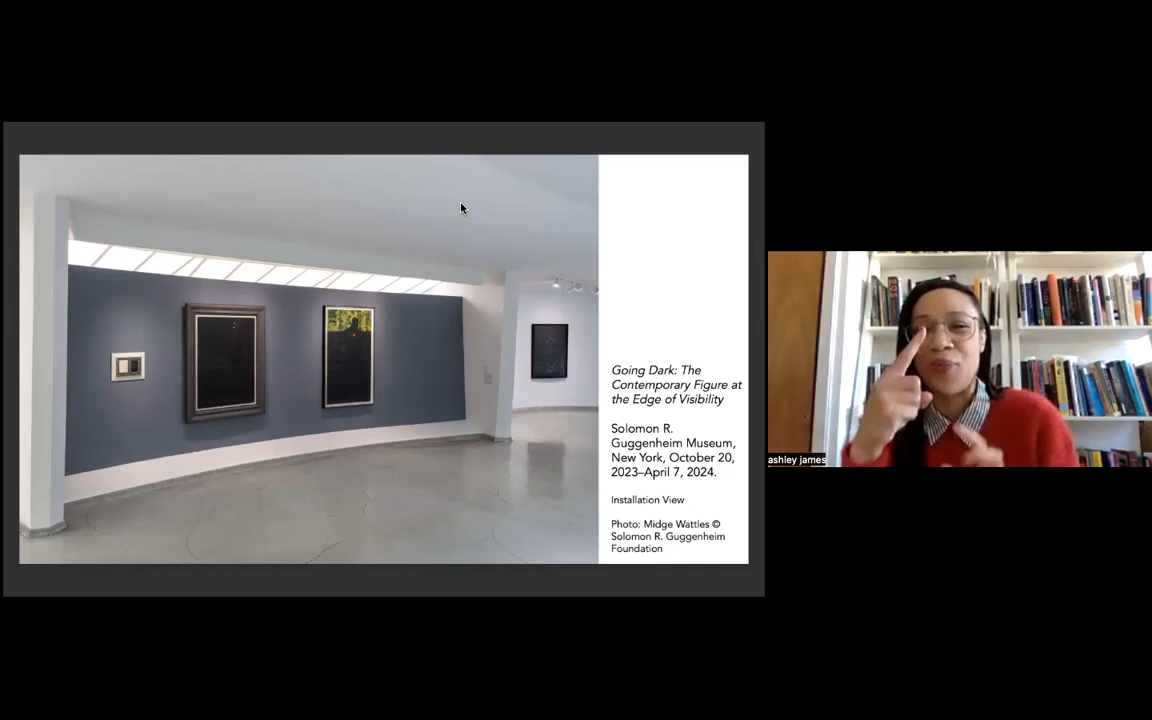 Going Dark: The
Contemporary Figure at
the Edge of Visibility
Solomon R.
Guggenheim Museum,
New York, October 20,
2023–April 7, 2024.
Installation View
Photo: Midge Wattles ©
Solomon R. Guggenheim
Foundation
ashley james